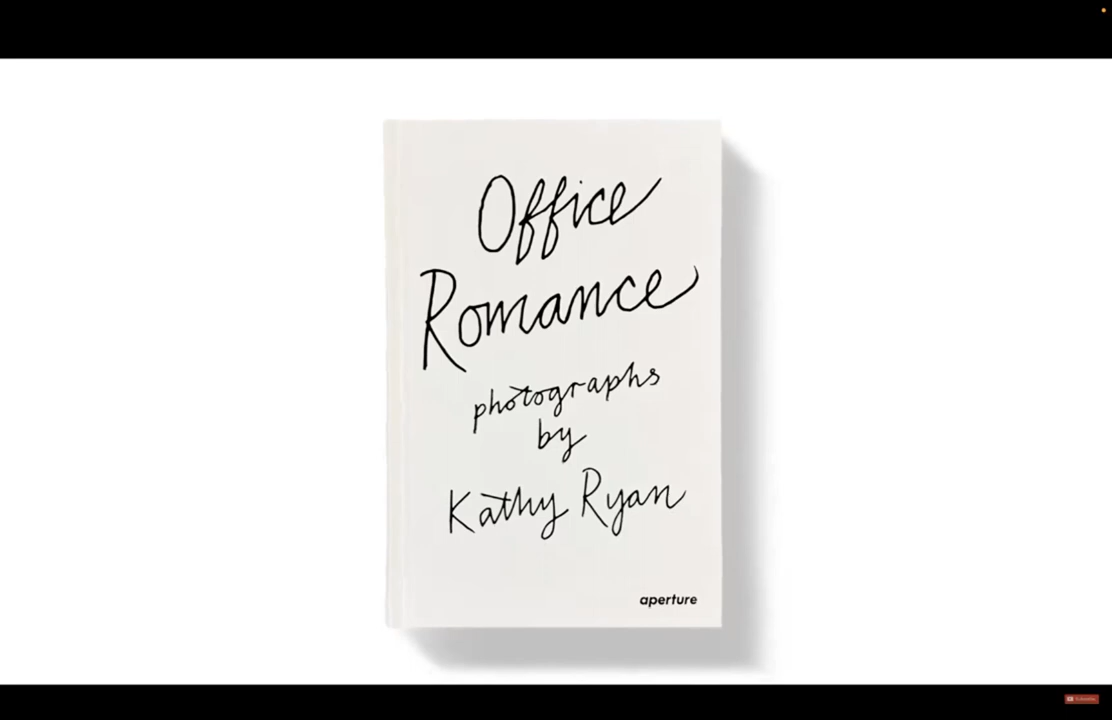 Office
Romance
photographs
by
Kathy Ryan
aperture